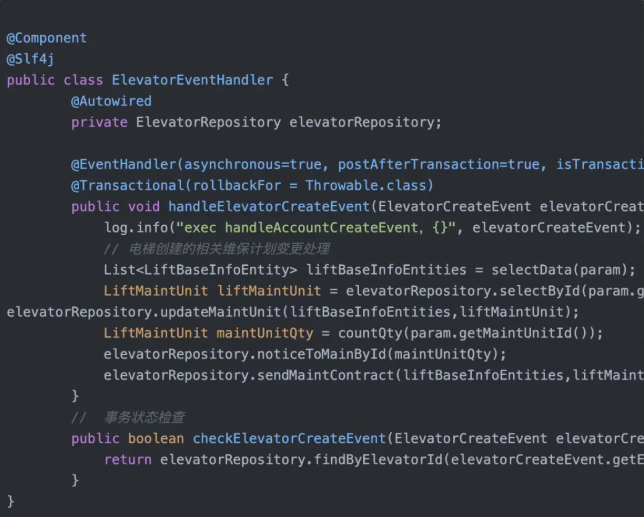 @Component
@Slf4j
public class ElevatorEventHandler {
@Autowired
private ElevatorRepository elevatorRepository;
@EventHandler(asynchronous=true, postAfterTransaction=true, isTransacti
@Transactional(rollbackFor = Throwable.class)
public void handleElevatorCreateEvent(ElevatorCreateEvent elevatorCreat
log.info("exec handleAccountCreateEvent, {}", elevatorCreateEvent);
// 电梯创建的相关维保计划变更处理
List<LiftBaseInfoEntity> liftBaseInfoEntities = selectData(param);
LiftMaintUnit liftMaintUnit = elevatorRepository.selectById(param.g
elevatorRepository.updateMaintUnit(liftBaseInfoEntities,liftMaintUnit);
LiftMaintUnit maintUnitQty = countQty(param.getMaintUnitId());
elevatorRepository.noticeToMainById(maintUnitQty);
elevatorRepository.sendMaintContract(liftBaseInfoEntities,liftMaint
}
// 事务状态检查
public boolean checkElevatorCreateEvent(ElevatorCreateEvent elevatorCre
return elevatorRepository.findByElevatorId(elevatorCreateEvent.getE
}
}